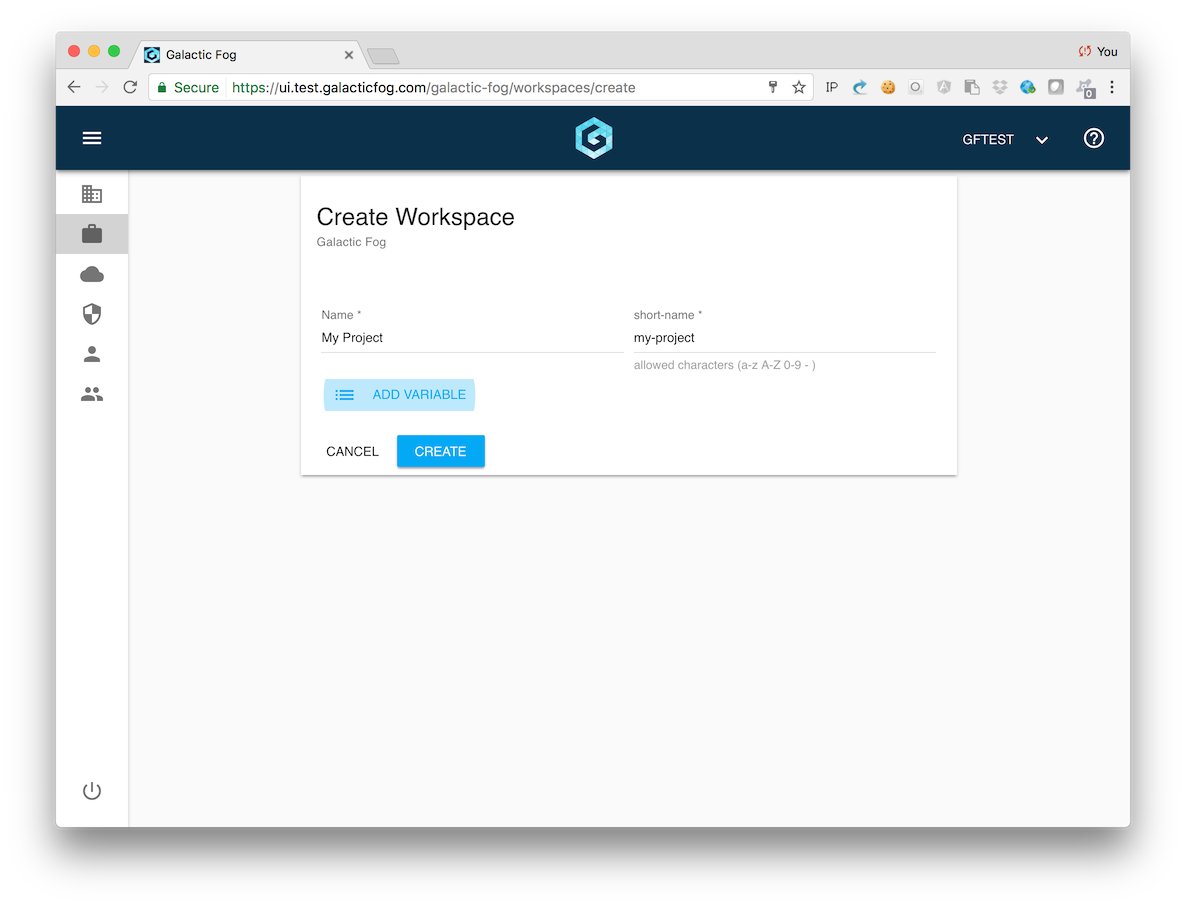 Galactic Fog
You
Secure https://ui.test.galacticfog.com/galactic-fog/workspaces/create
IP
0
GFTEST
Create Workspace
Galactic Fog
Name * short-name *
My Project my-project
allowed characters (a-z A-Z 0-9 - )
ADD VARIABLE
CANCEL CREATE